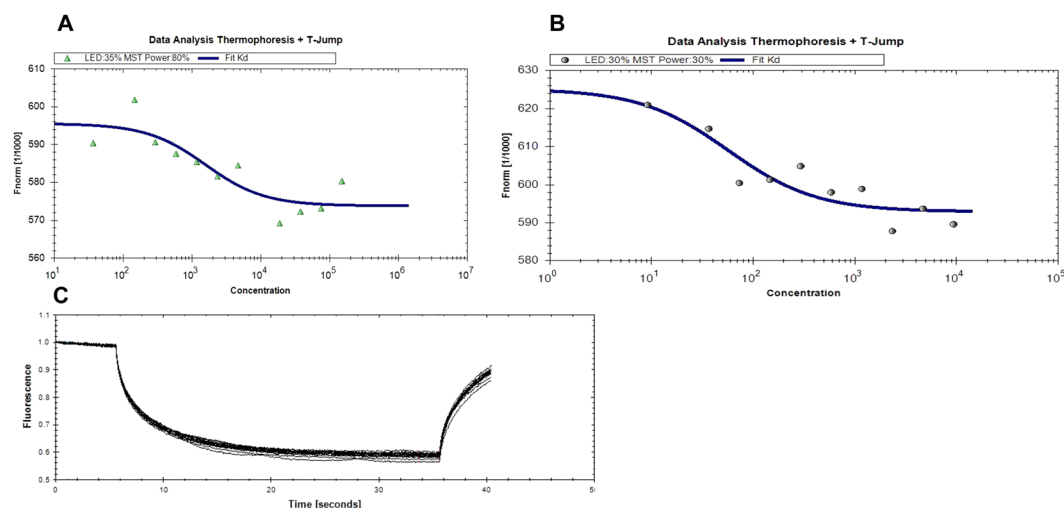 A
Data Analysis Thermophoresis + T-Jump
LED:35% MST Power:80% Fit Kd
Fnorm [1/1000]
610
600
590
580
570
560
10¹ 10² 10³ 10⁴ 10⁵ 10⁶ 10⁷
Concentration
B
Data Analysis Thermophoresis + T-Jump
LED:30% MST Power:30% Fit Kd
Fnorm [1/1000]
630
620
610
600
590
580
10⁰ 10¹ 10² 10³ 10⁴ 10⁵
Concentration
C
Fluorescence
1.1
1.0
0.9
0.8
0.7
0.6
0.5
0 10 20 30 40
Time [seconds]